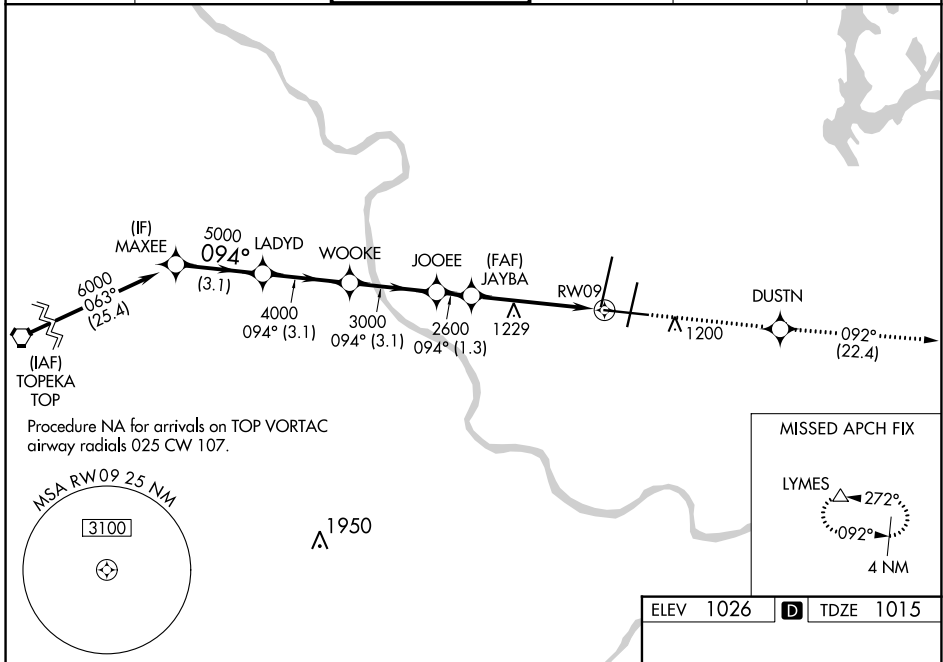 (IF)
MAXEE
5000
094°
(3.1)
LADYD
WOOKE
JOOEE
(FAF)
JAYBA
RW09
DUSTN
6000
063°
(25.4)
4000
094° (3.1)
3000
094° (3.1)
2600
094° (1.3)
1229
1200
092°
(22.4)
(IAF)
TOPEKA
TOP
Procedure NA for arrivals on TOP VORTAC
airway radials 025 CW 107.
MSA RW09 25 NM
3100
1950
MISSED APCH FIX
LYMES
272°
092°
4 NM
ELEV 1026 D TDZE 1015